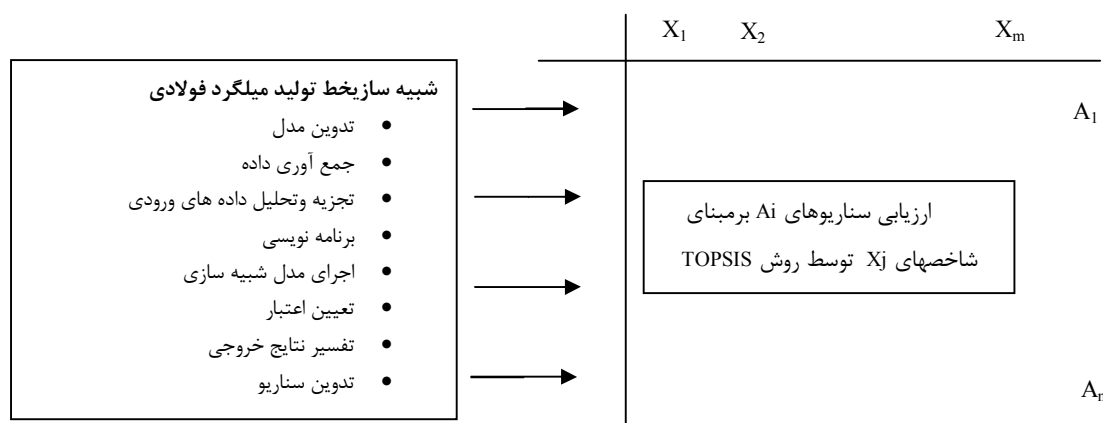 X1 X2 Xm
شبیه سازیخط تولید میلگرد فولادی
• تدوین مدل
• جمع آوری داده
• تجزیه وتحلیل داده های ورودی
• برنامه نویسی
• اجرای مدل شبیه سازی
• تعیین اعتبار
• تفسیر نتایج خروجی
• تدوین سناریو
A1
ارزیابی سناریوهای Ai برمبنای
شاخصهای Xj توسط روش TOPSIS
An